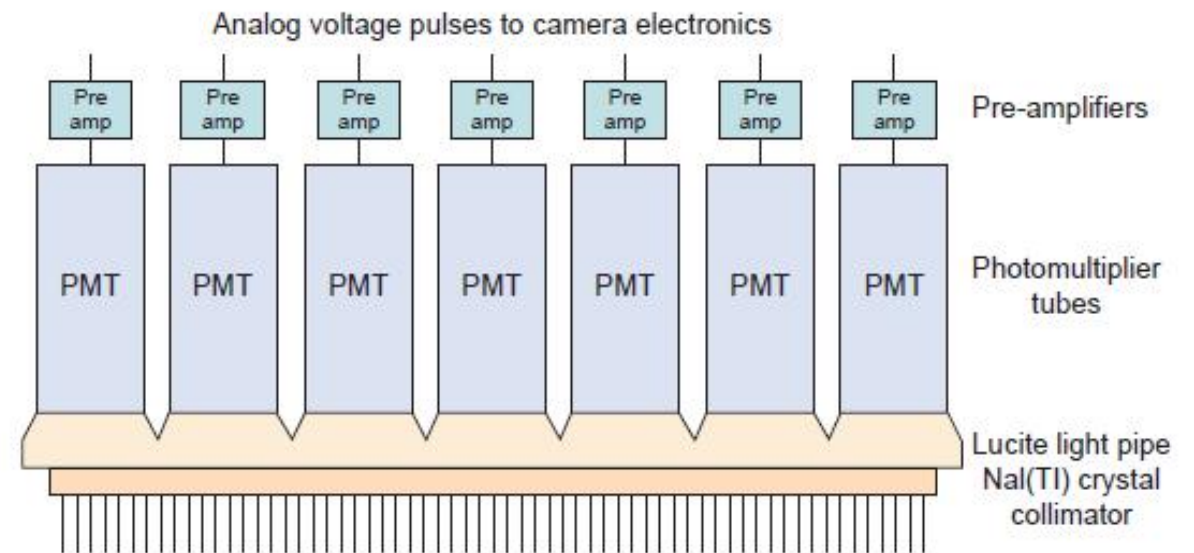 Analog voltage pulses to camera electronics
Pre amp
Pre amp
Pre amp
Pre amp
Pre amp
Pre amp
Pre amp
Pre-amplifiers
PMT
PMT
PMT
PMT
PMT
PMT
PMT
Photomultiplier
tubes
Lucite light pipe
NaI(Tl) crystal
collimator